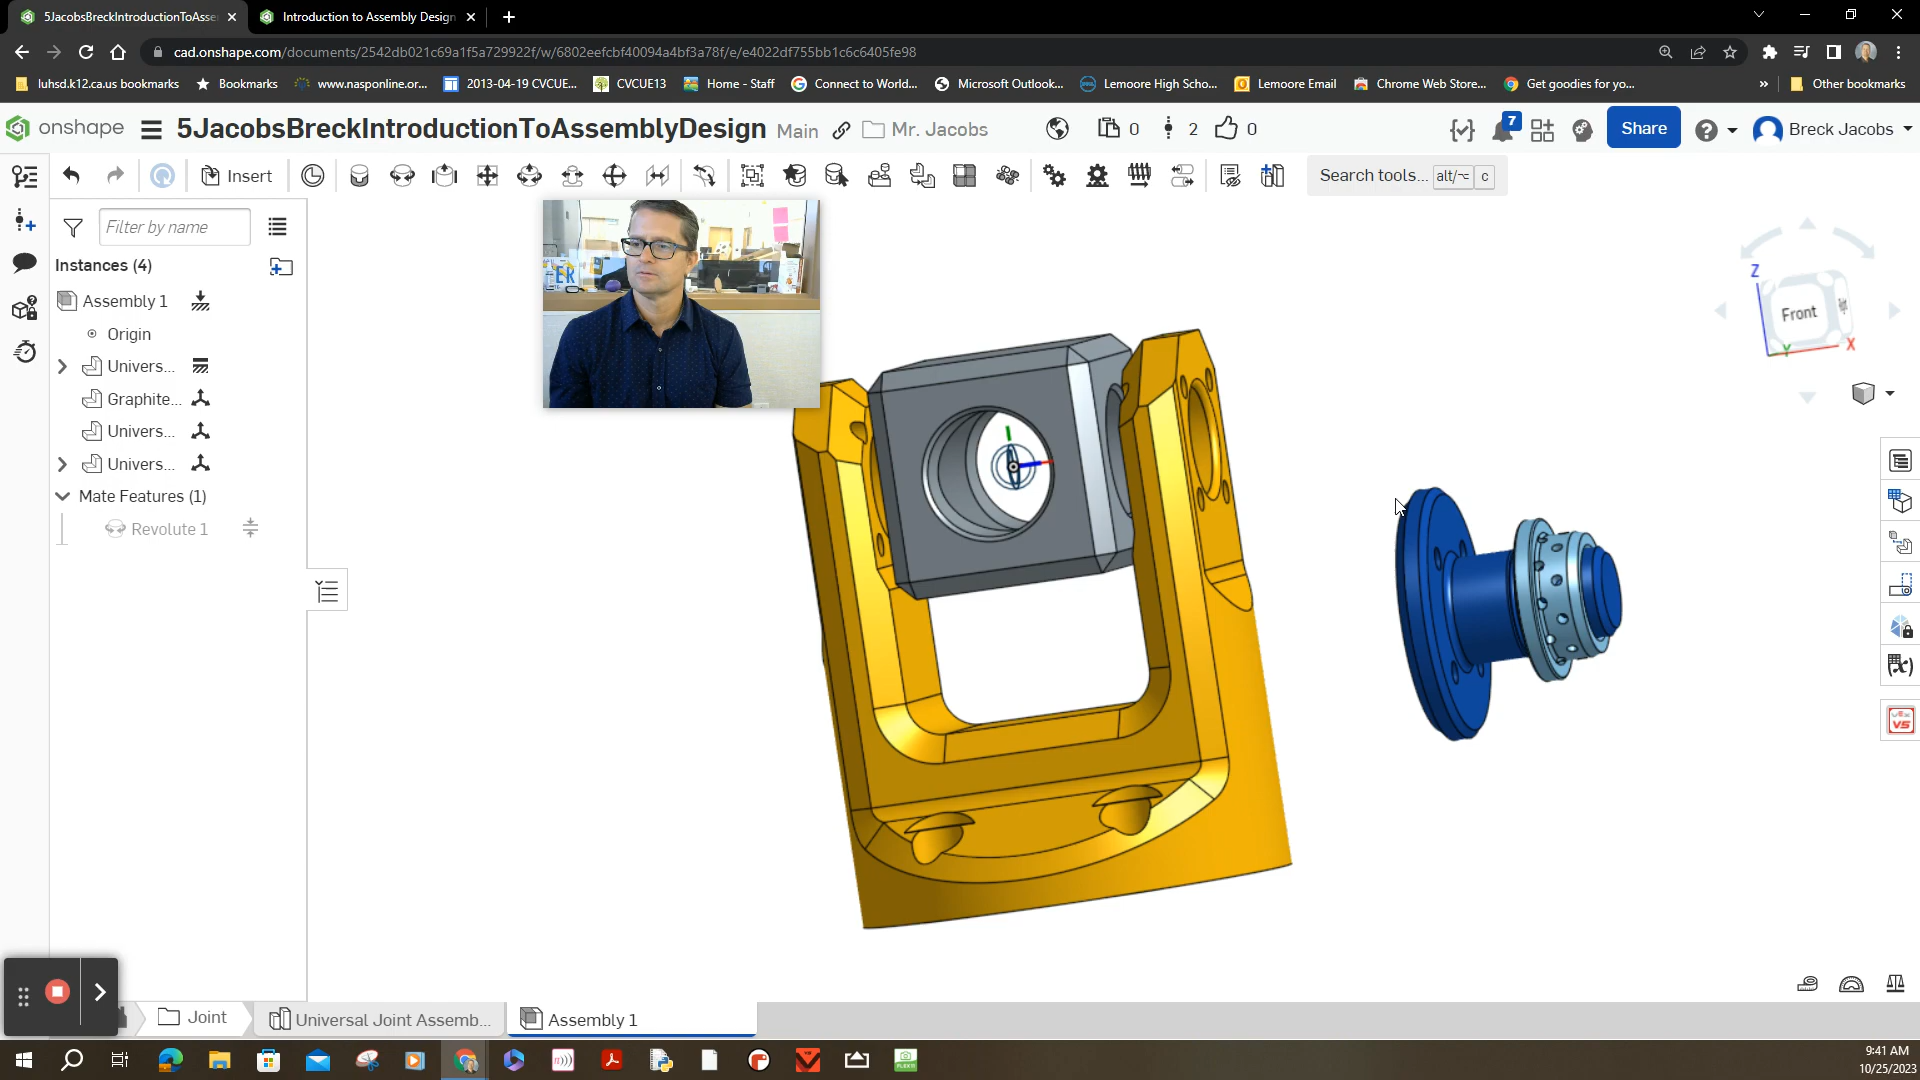 5JacobsBreckIntroductionToAsse
Introduction to Assembly Design
cad.onshape.com/documents/2542db021c69a1f5a729922f/w/6802eefcbf40094a4bf3a78f/e/e4022df755bb1c6c6405fe98
luhsd.k12.ca.us bookmarks
Bookmarks
www.nasponline.or...
2013-04-19 CVCUE...
CVCUE13
Home - Staff
Connect to World...
Microsoft Outlook...
Lemoore High Scho...
Lemoore Email
Chrome Web Store...
Get goodies for yo...
»
Other bookmarks
onshape
5JacobsBreckIntroductionToAssemblyDesign
Main
Mr. Jacobs
0
2
0
7
Share
Breck Jacobs
Insert
Search tools... alt/⌥ c
Filter by name
Instances (4)
Assembly 1
Origin
Univers...
Graphite...
Univers...
Univers...
Mate Features (1)
Revolute 1
ER
Z
Front
Right
Y
X
VEX
V5
Joint
Universal Joint Assemb...
Assembly 1
9:41 AM
10/25/2023